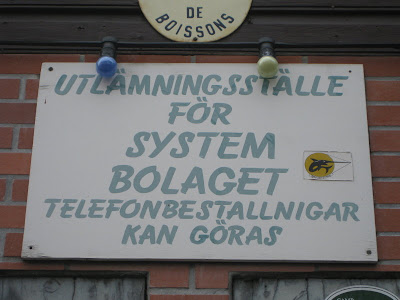 DE
BOISSONS
UTLÄMNINGSSTÄLLE
FÖR
SYSTEM
BOLAGET
TELEFONBESTÄLLNIGAR
KAN GÖRAS